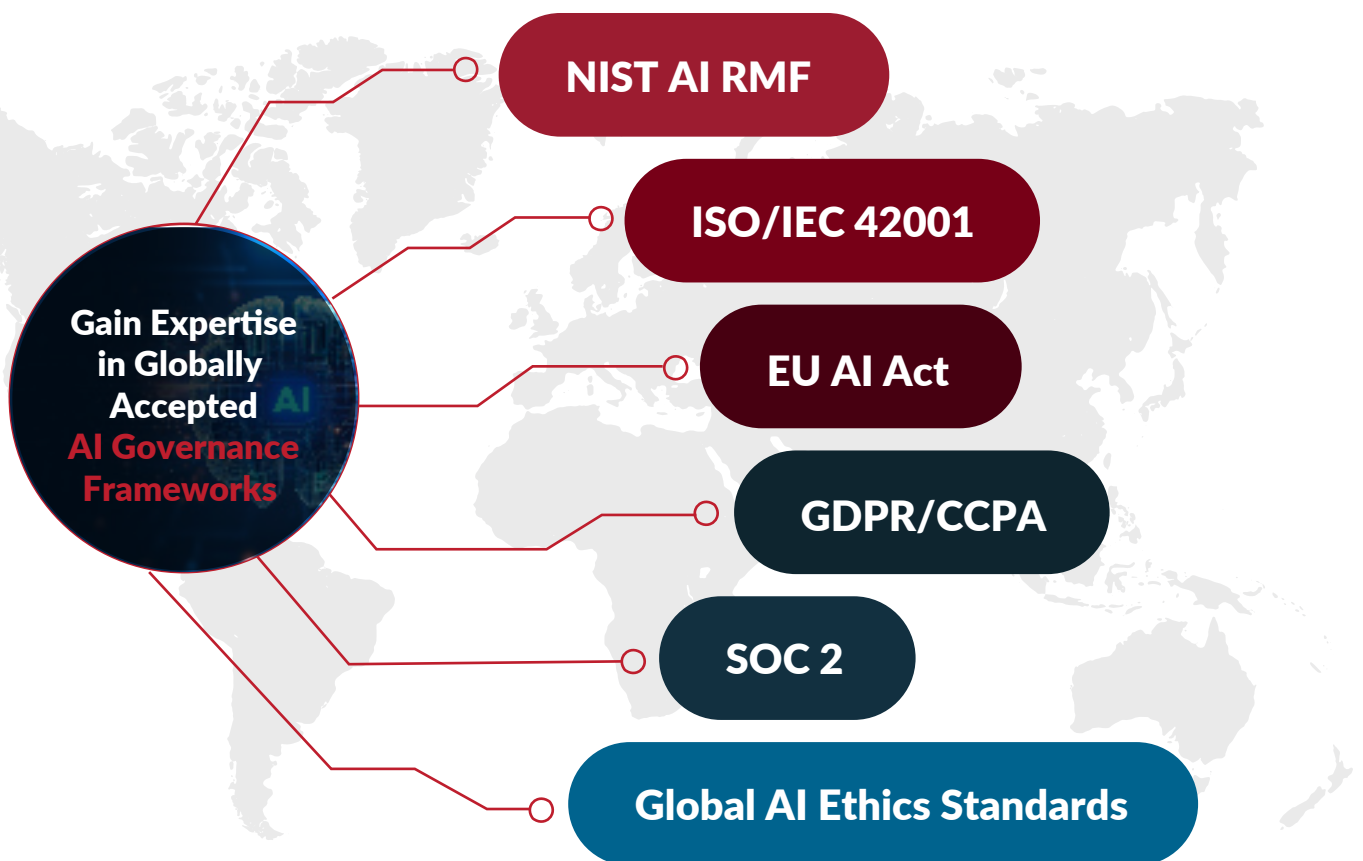 Gain Expertise
in Globally
Accepted
AI Governance
Frameworks
AI
NIST AI RMF
ISO/IEC 42001
EU AI Act
GDPR/CCPA
SOC 2
Global AI Ethics Standards